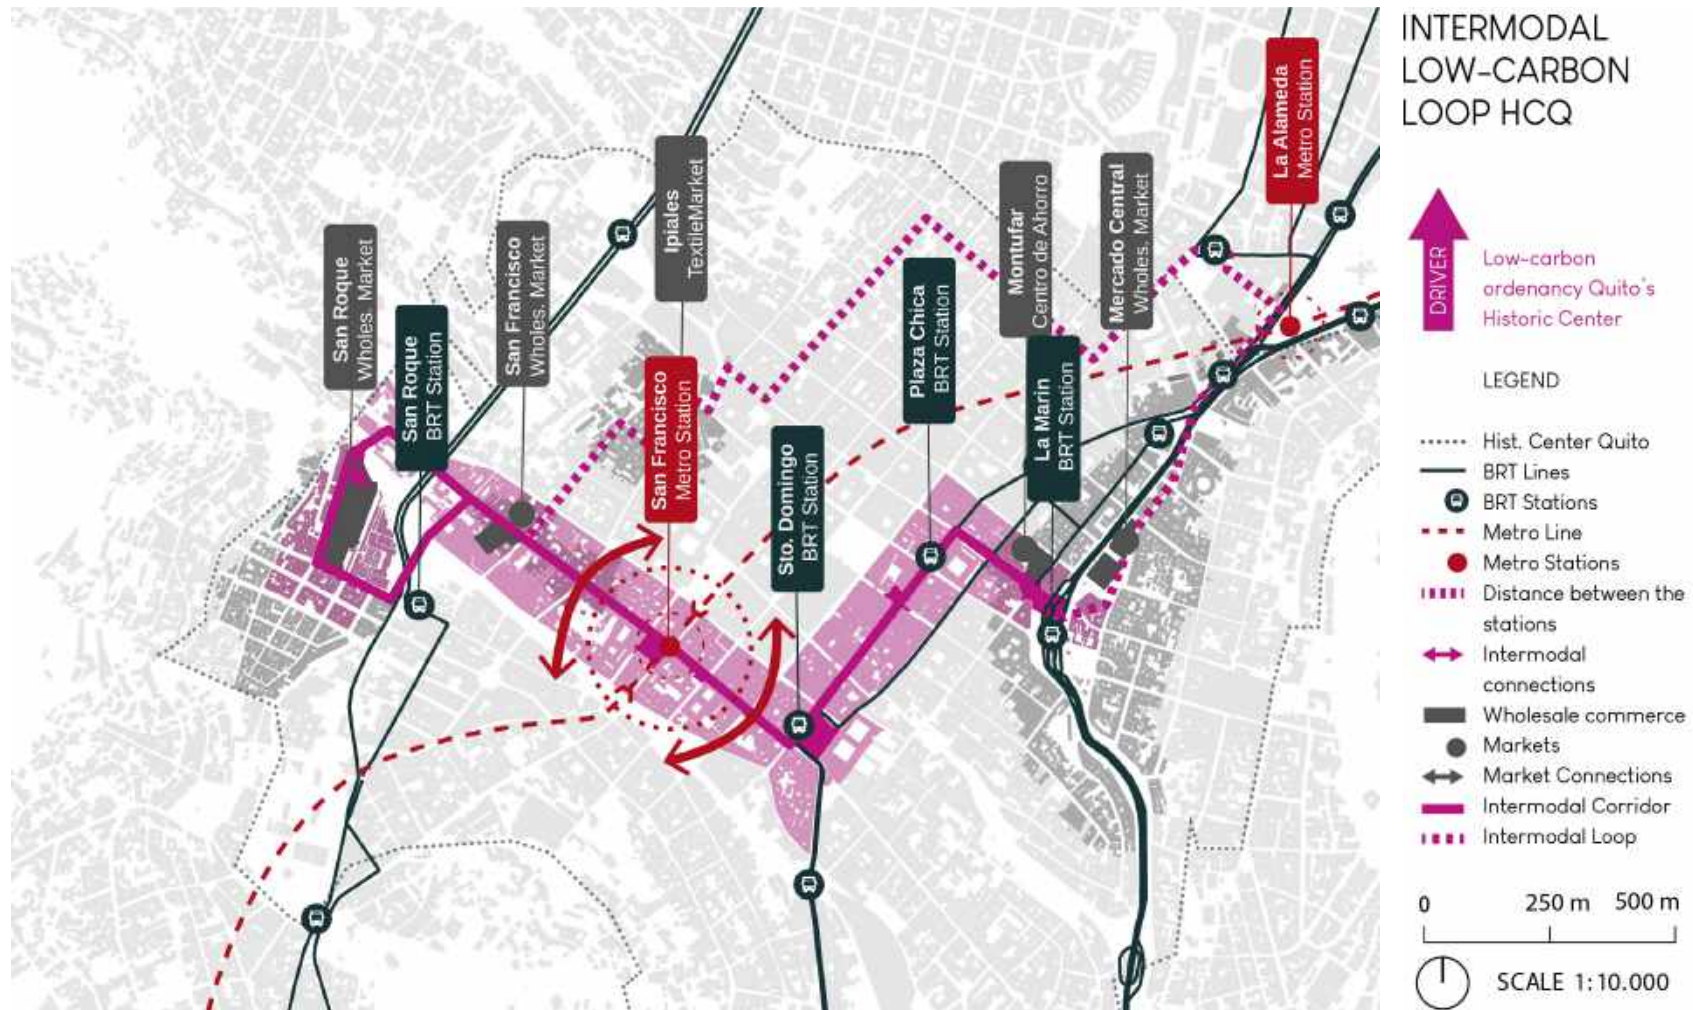 INTERMODAL
LOW-CARBON
LOOP HCQ
DRIVER
Low-carbon
ordenancy Quito's
Historic Center
LEGEND
Hist. Center Quito
BRT Lines
BRT Stations
Metro Line
Metro Stations
Distance between the
stations
Intermodal
connections
Wholesale commerce
Markets
Market Connections
Intermodal Corridor
Intermodal Loop
0 250 m 500 m
SCALE 1:10.000
San Roque
Wholes. Market
San Roque
BRT Station
San Francisco
Wholes. Market
Ipiales
TextileMarket
San Francisco
Metro Station
Sto. Domingo
BRT Station
Plaza Chica
BRT Station
Montufar
Centro de Ahorro
La Marin
BRT Station
Mercado Central
Wholes. Market
La Alameda
Metro Station